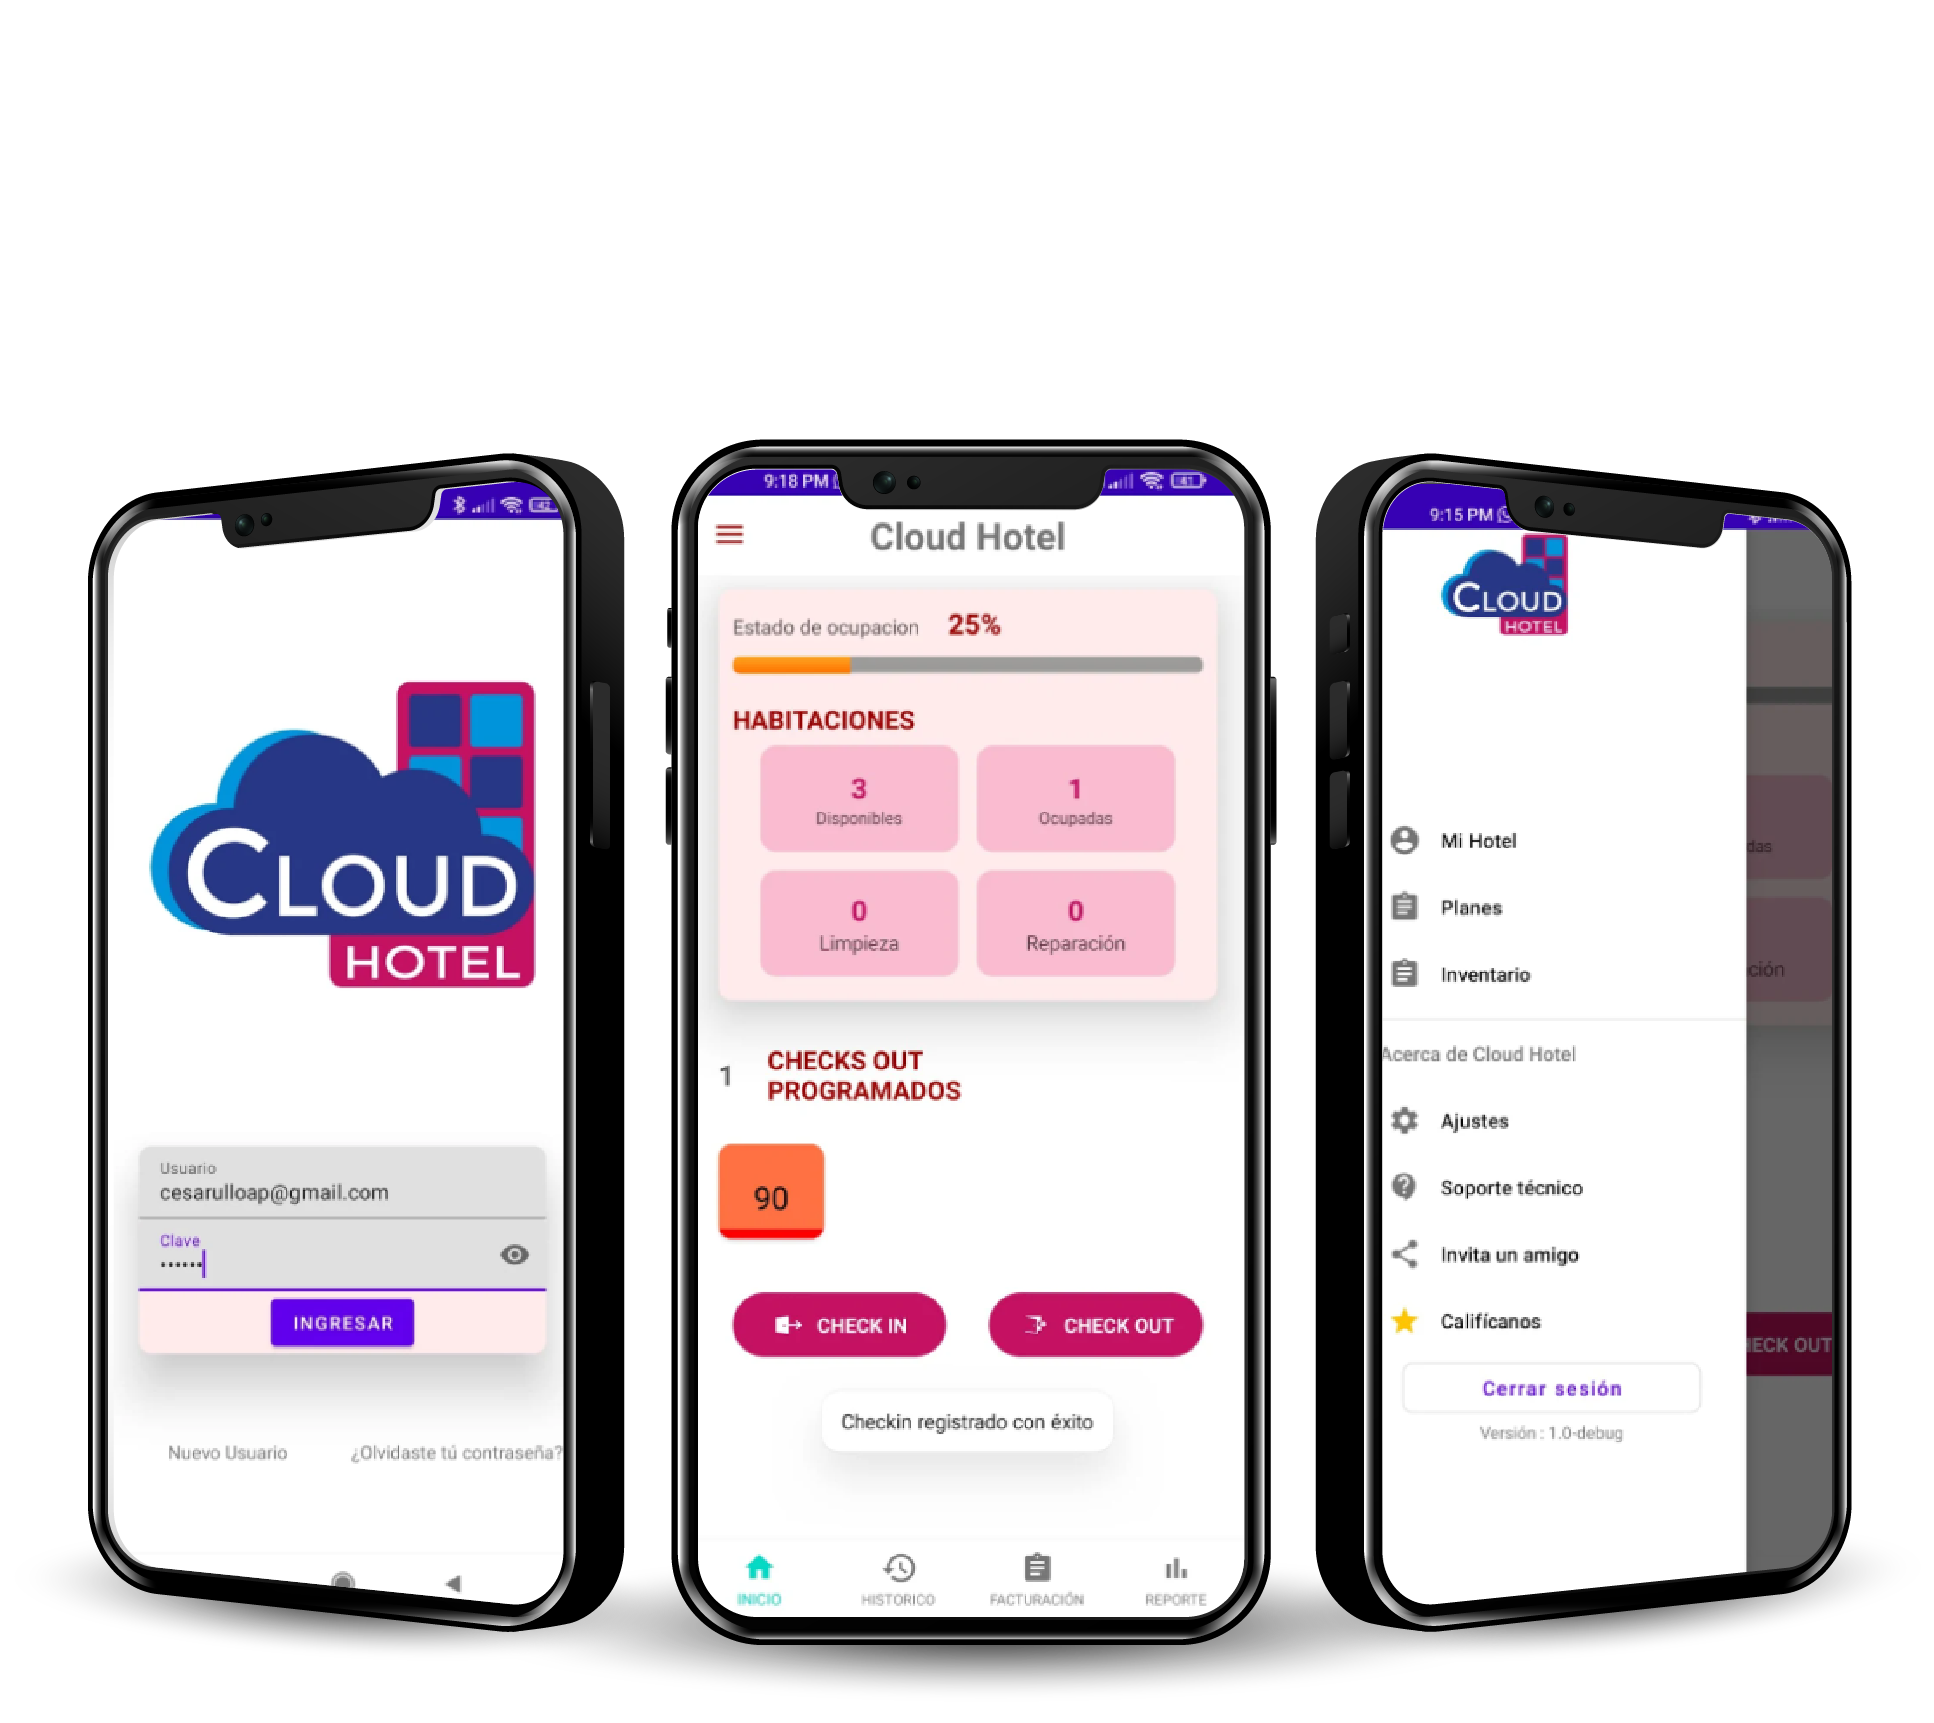 CLOUD
HOTEL
Usuario
cesarulloap@gmail.com
Clave
INGRESAR
Nuevo Usuario
¿Olvidaste tú contraseña?
9:18 PM
41
Cloud Hotel
Estado de ocupacion 25%
HABITACIONES
3
Disponibles
1
Ocupadas
0
Limpieza
0
Reparación
1
CHECKS OUT
PROGRAMADOS
90
CHECK IN
CHECK OUT
Checkin registrado con éxito
INICIO
HISTORICO
FACTURACIÓN
REPORTE
9:15 PM
CLOUD
HOTEL
Mi Hotel
Planes
Inventario
Acerca de Cloud Hotel
Ajustes
Soporte técnico
Invita un amigo
Califícanos
Cerrar sesión
Versión : 1.0-debug
das
ción
HECK OUT